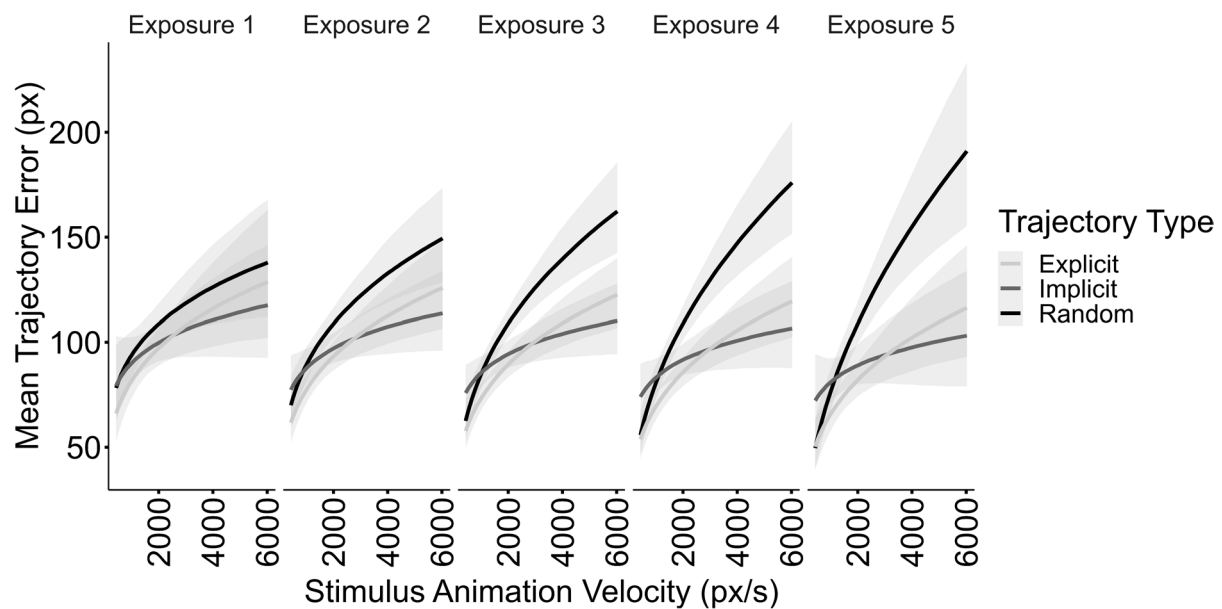 Exposure 1
Exposure 2
Exposure 3
Exposure 4
Exposure 5
Mean Trajectory Error (px)
200
150
100
50
2000 4000 6000
2000 4000 6000
2000 4000 6000
2000 4000 6000
2000 4000 6000
Stimulus Animation Velocity (px/s)
Trajectory Type
Explicit
Implicit
Random